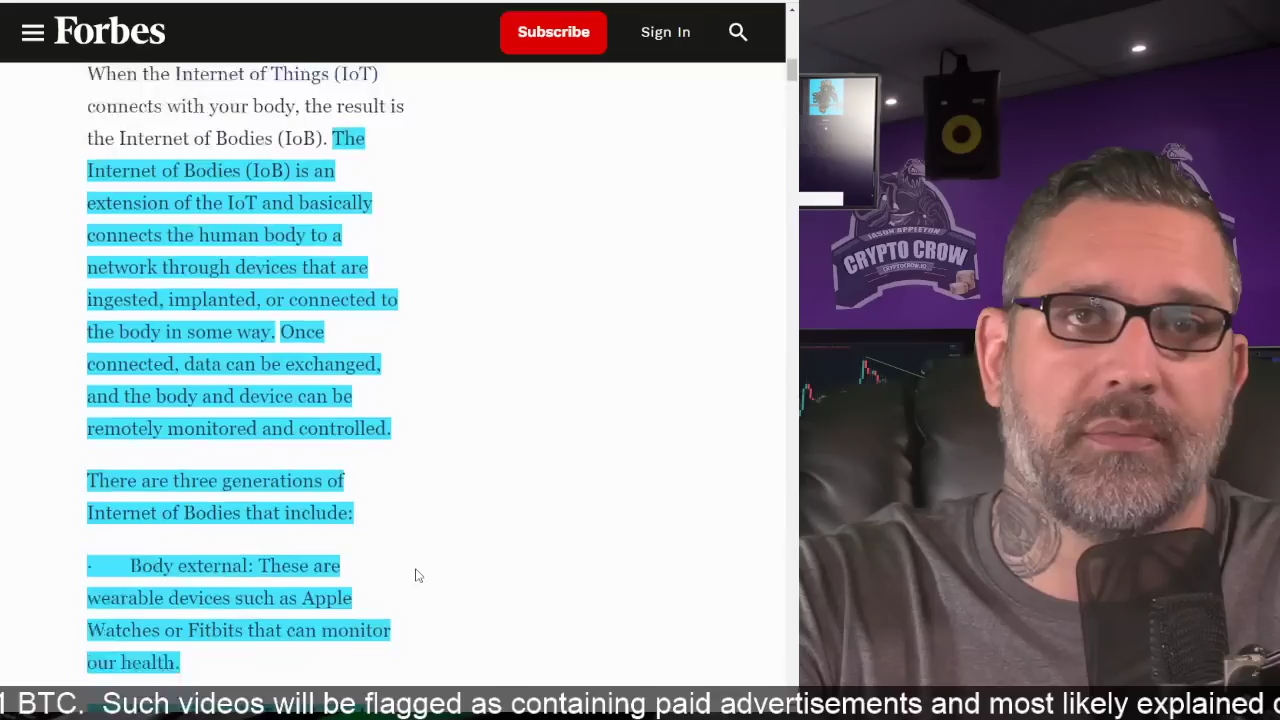 Forbes
Subscribe
Sign In
When the Internet of Things (IoT)
connects with your body, the result is
the Internet of Bodies (IoB). The
Internet of Bodies (IoB) is an
extension of the IoT and basically
connects the human body to a
network through devices that are
ingested, implanted, or connected to
the body in some way. Once
connected, data can be exchanged,
and the body and device can be
remotely monitored and controlled.
There are three generations of
Internet of Bodies that include:
· Body external: These are
wearable devices such as Apple
Watches or Fitbits that can monitor
our health.
JASON APPLETON
CRYPTO CROW
CRYPTOCROW.IO
1 BTC. Such videos will be flagged as containing paid advertisements and most likely explained